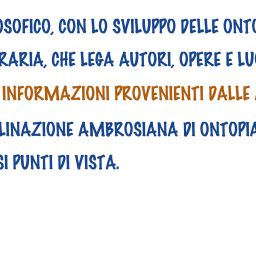 OSOFICO, CON LO SVILUPPO DELLE ONTO
RARIA, CHE LEGA AUTORI, OPERE E LUO
INFORMAZIONI PROVENIENTI DALLE
LINAZIONE AMBROSIANA DI ONTOPIA
SI PUNTI DI VISTA.